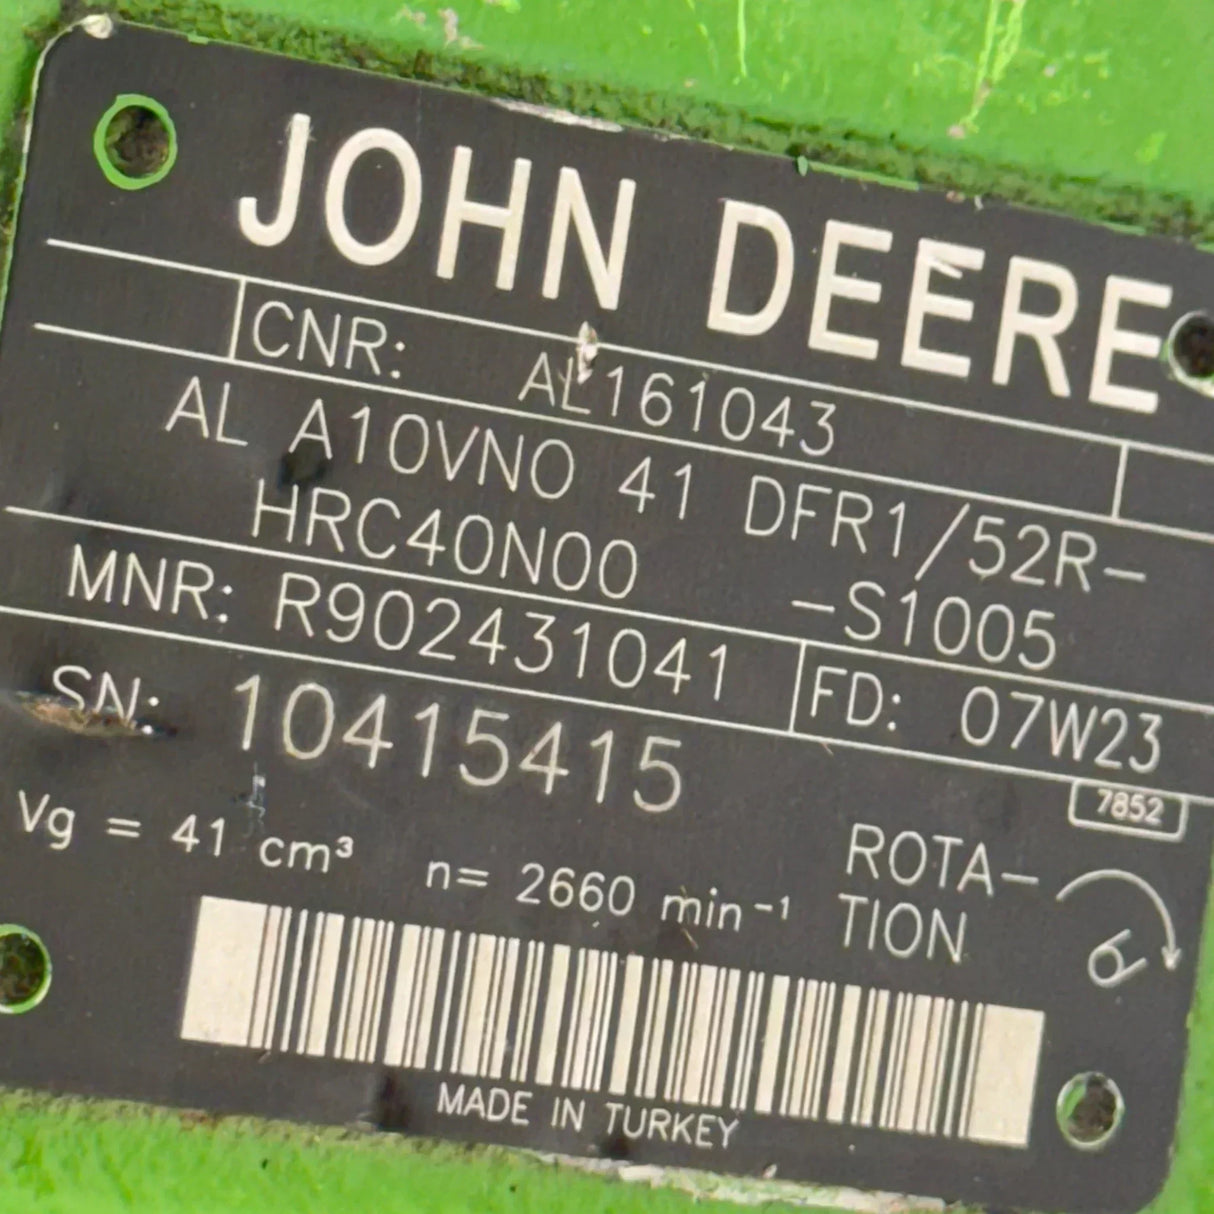 JOHN DEERE
CNR: AL161043
AL A10VNO 41 DFR1/52R-
HRC40N00 -S1005
MNR: R902431041 FD: 07W23
SN: 10415415
7852
Vg = 41 cm³ n= 2660 min⁻¹
ROTA-
TION
MADE IN TURKEY